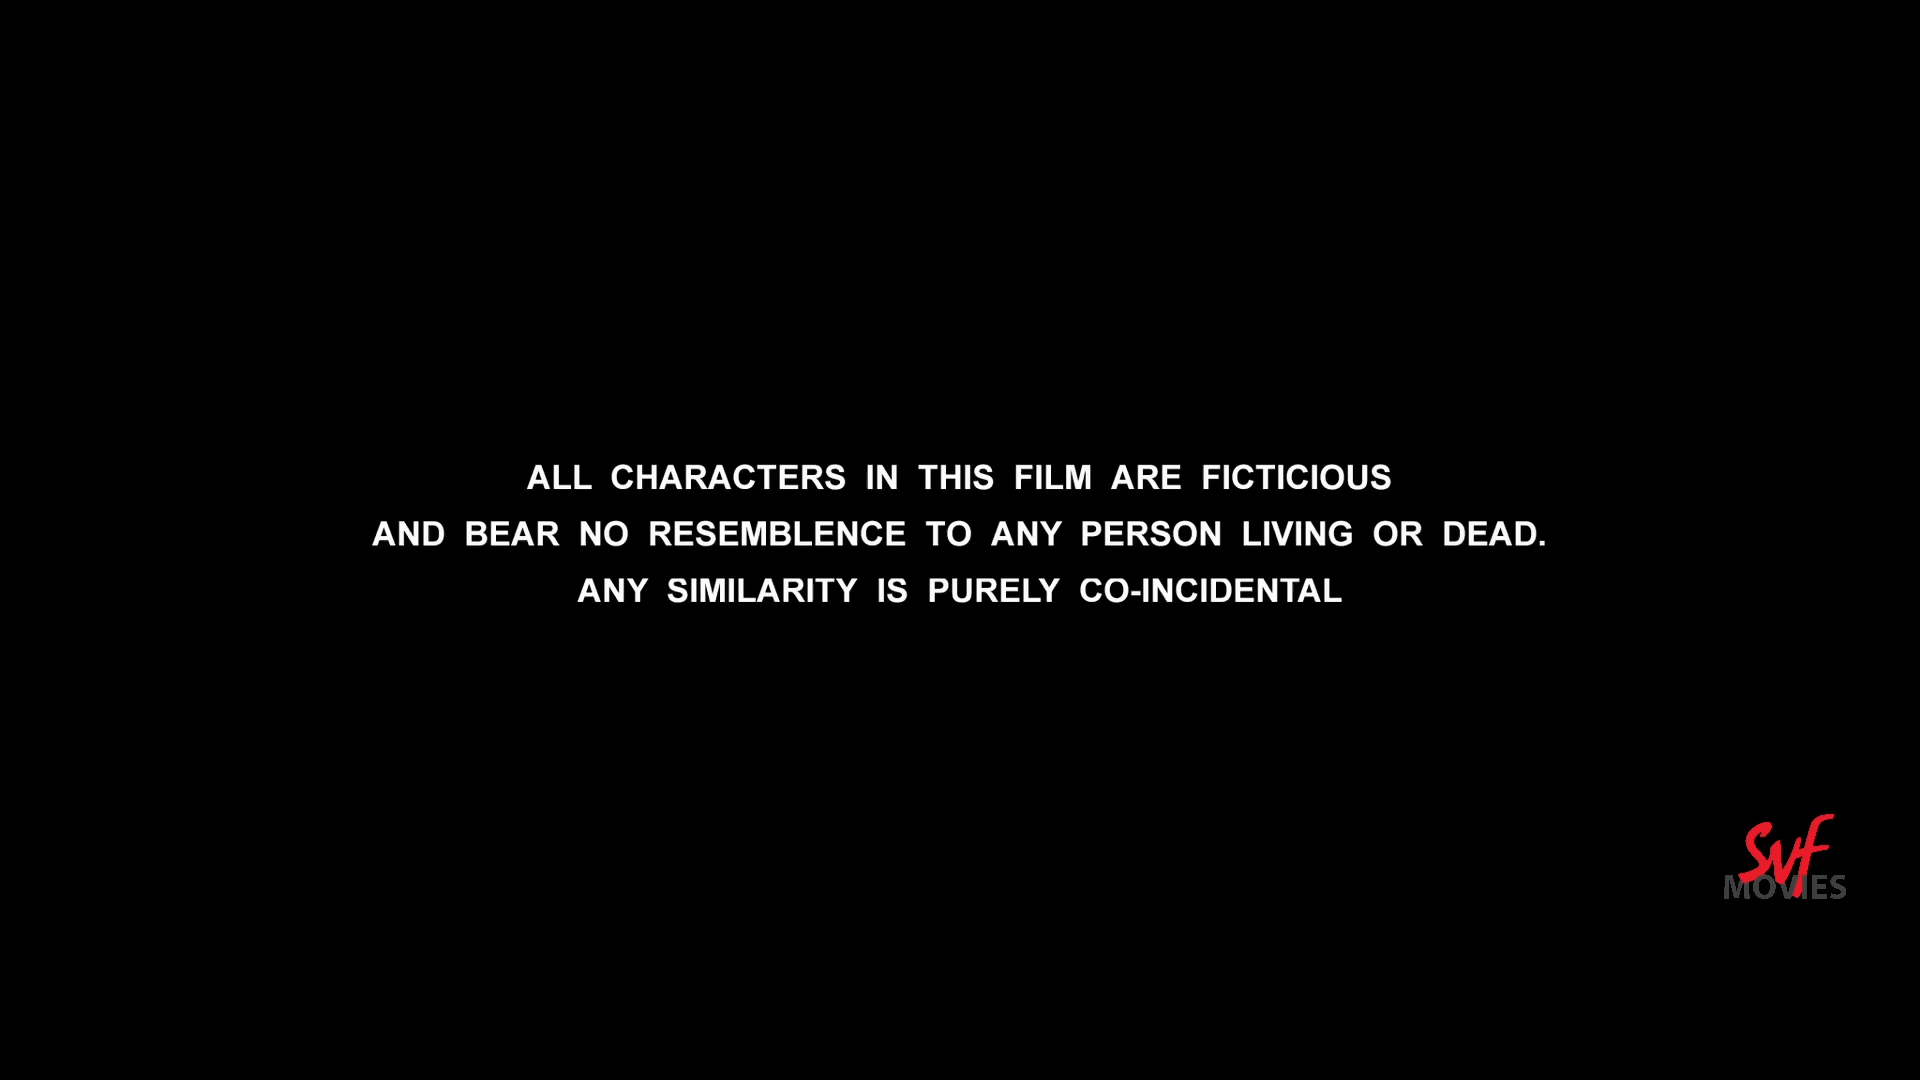 ALL CHARACTERS IN THIS FILM ARE FICTICIOUS
AND BEAR NO RESEMBLENCE TO ANY PERSON LIVING OR DEAD.
ANY SIMILARITY IS PURELY CO-INCIDENTAL
Svf
MOVIES